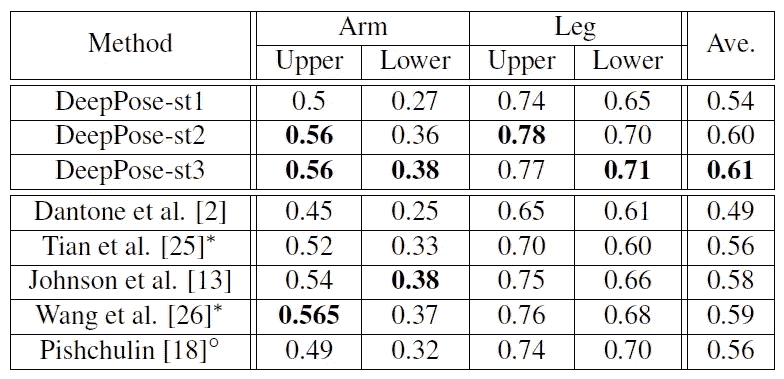 Method Arm Leg Ave.
Upper Lower Upper Lower
DeepPose-st1 0.5 0.27 0.74 0.65 0.54
DeepPose-st2 0.56 0.36 0.78 0.70 0.60
DeepPose-st3 0.56 0.38 0.77 0.71 0.61
Dantone et al. [2] 0.45 0.25 0.65 0.61 0.49
Tian et al. [25]* 0.52 0.33 0.70 0.60 0.56
Johnson et al. [13] 0.54 0.38 0.75 0.66 0.58
Wang et al. [26]* 0.565 0.37 0.76 0.68 0.59
Pishchulin [18]° 0.49 0.32 0.74 0.70 0.56